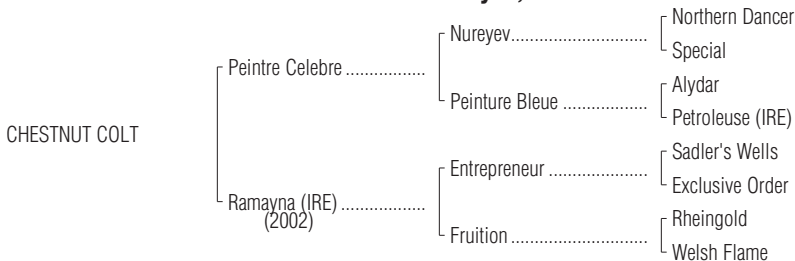 Northern Dancer
Nureyev
Special
Peintre Celebre
Alydar
Peinture Bleue
Petroleuse (IRE)
CHESTNUT COLT
Sadler's Wells
Entrepreneur
Exclusive Order
Ramayna (IRE)
(2002)
Rheingold
Fruition
Welsh Flame